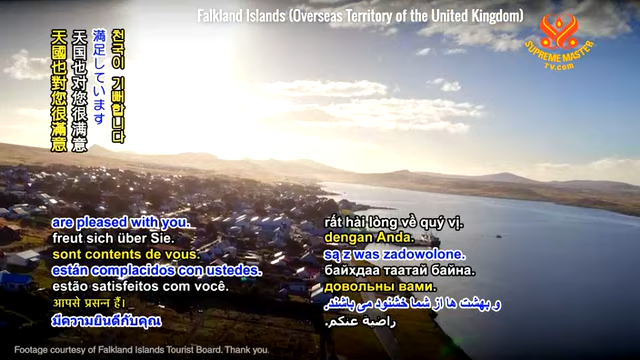 Falkland Islands (Overseas Territory of the United Kingdom)
SUPREME MASTER
TV.com
천국이 기뻐합니다
満足しています
天国也对您很满意
天國也對您很滿意
are pleased with you.
freut sich über Sie.
sont contents de vous.
están complacidos con ustedes.
estão satisfeitos com você.
आपसे प्रसन्न हैं।
มีความยินดีกับคุณ
rất hài lòng về quý vị.
dengan Anda.
są z was zadowolone.
байхдаа таатай байна.
довольны вами.
و بهشت ها از شما خشنود می باشند.
راضية عنكم.
Footage courtesy of Falkland Islands Tourist Board. Thank you.